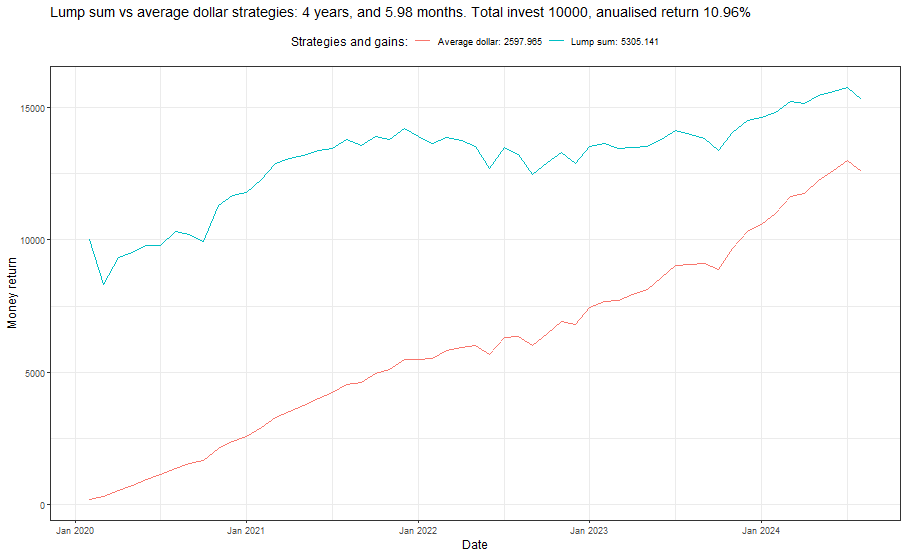 Lump sum vs average dollar strategies: 4 years, and 5.98 months. Total invest 10000, anualised return 10.96%
Strategies and gains: Average dollar: 2597.965 Lump sum: 5305.141
Money return
15000
10000
5000
0
Jan 2020 Jan 2021 Jan 2022 Jan 2023 Jan 2024
Date